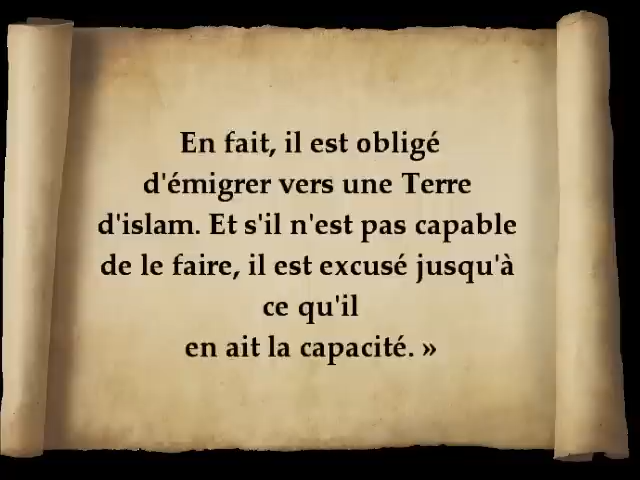 En fait, il est obligé
d'émigrer vers une Terre
d'islam. Et s'il n'est pas capable
de le faire, il est excusé jusqu'à
ce qu'il
en ait la capacité. »